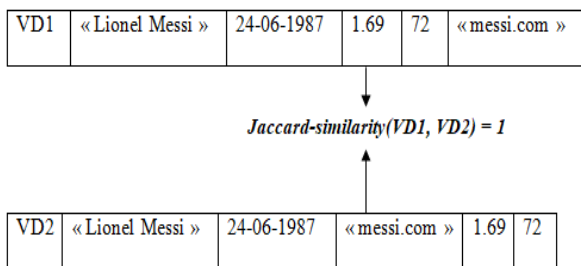 VD1 « Lionel Messi » 24-06-1987 1.69 72 « messi.com »
Jaccard-similarity(VD1, VD2) = 1
VD2 « Lionel Messi » 24-06-1987 « messi.com » 1.69 72